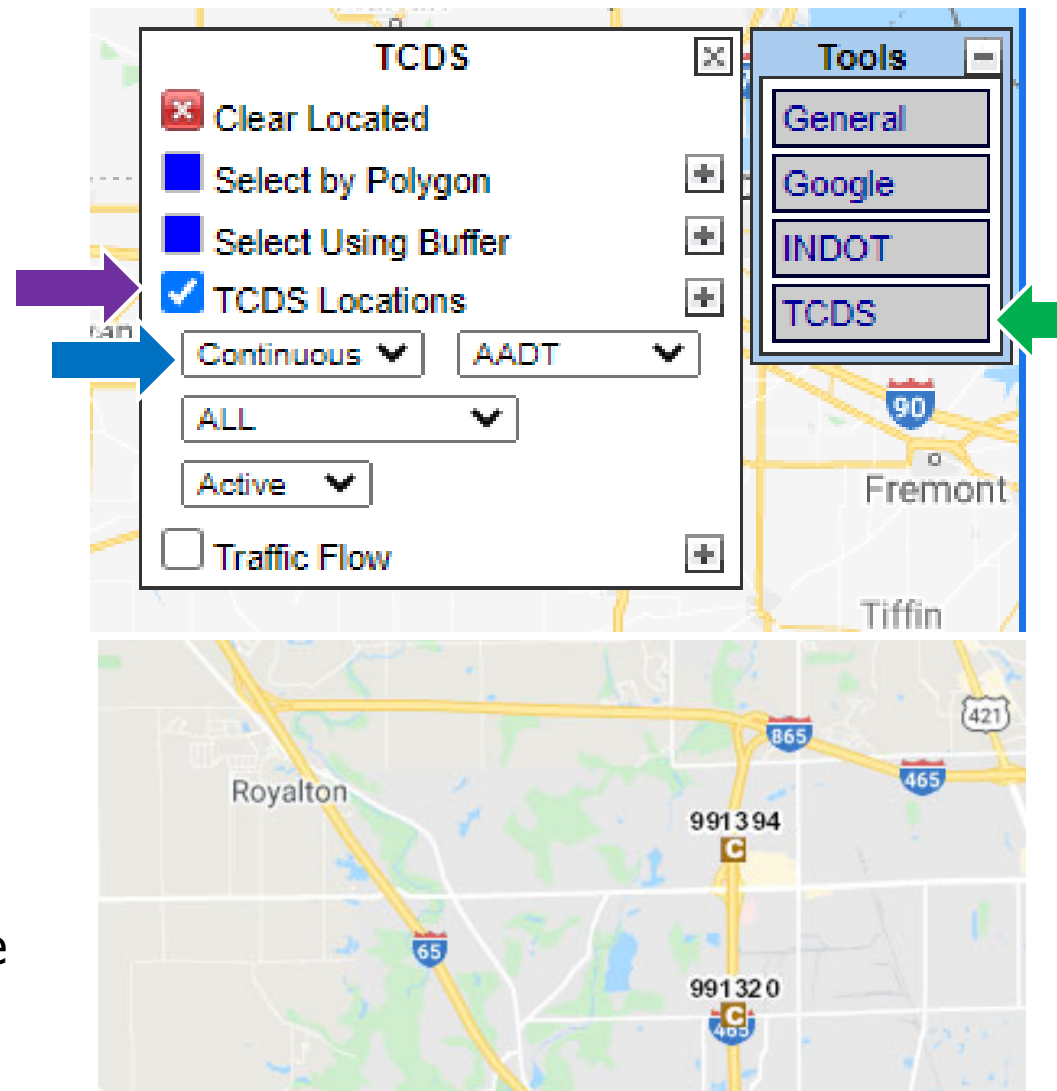 TCDS
Clear Located
Select by Polygon
Select Using Buffer
TCDS Locations
Continuous
AADT
ALL
Active
Traffic Flow
Tools
General
Google
INDOT
TCDS
90
Fremont
Tiffin
421
865
465
Royalton
991394
65
e
991320
465